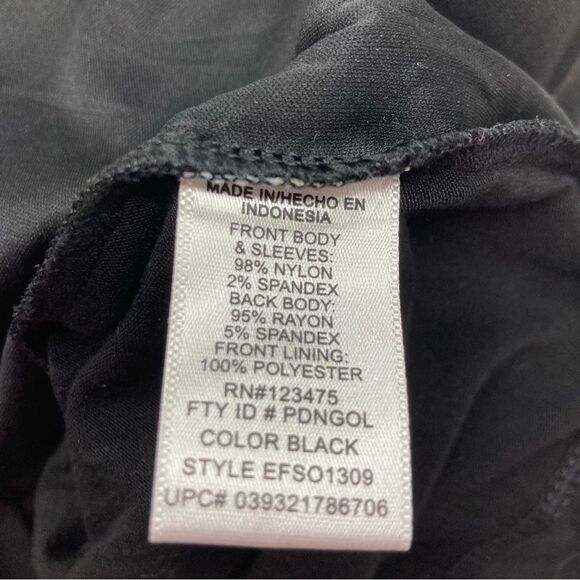 MADE IN/HECHO EN
INDONESIA
FRONT BODY
& SLEEVES:
98% NYLON
2% SPANDEX
BACK BODY:
95% RAYON
5% SPANDEX
FRONT LINING:
100% POLYESTER
RN#123475
FTY ID # PDNGOL
COLOR BLACK
STYLE EFSO1309
UPC# 039321786706